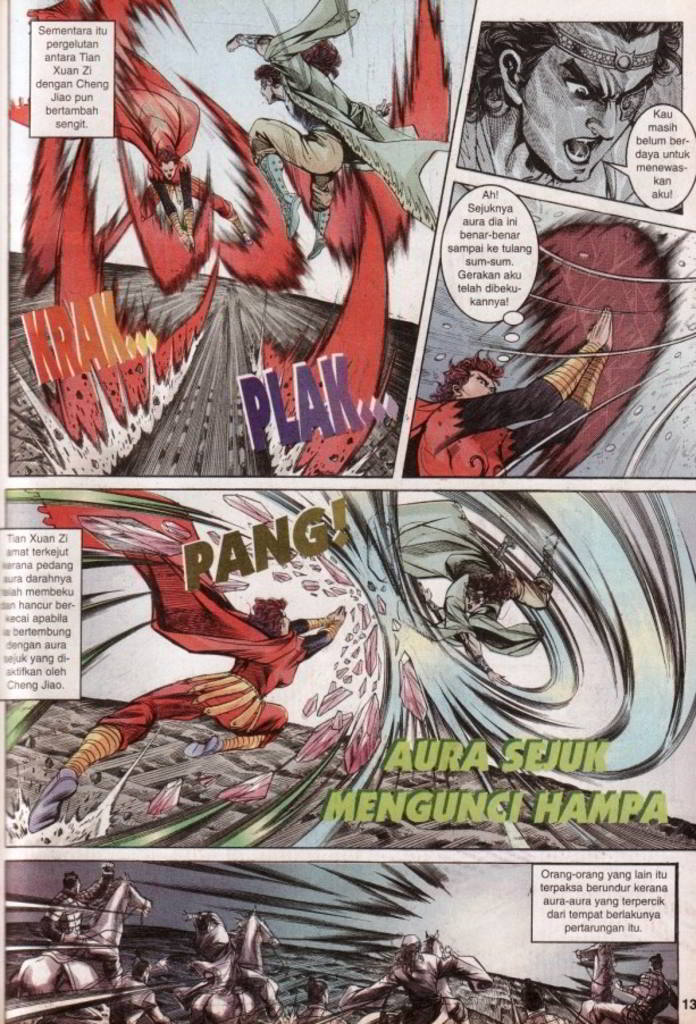 Sementara itu
pergelutan
antara Tian
Xuan Zi
dengan Cheng
Jiao pun
bertambah
sengit.
Kau
masih
belum ber-
daya untuk
menewas-
kan
aku!
Ah!
Sejuknya
aura dia ini
benar-benar
sampai ke tulang
sum-sum.
Gerakan aku
telah dibeku-
kannya!
KRAK...
PLAK...
Tian Xuan Zi
amat terkejut
kerana pedang
aura darahnya
membeku
dan hancur ber-
kecai apabila
bertembung
dengan aura
sejuk yang di-
aktifkan oleh
Cheng Jiao.
PANG!
AURA SEJUK
MENGUNCI HAMPA
Orang-orang yang lain itu
terpaksa berundur kerana
aura-aura yang terpercik
dari tempat berlakunya
pertarungan itu.
13